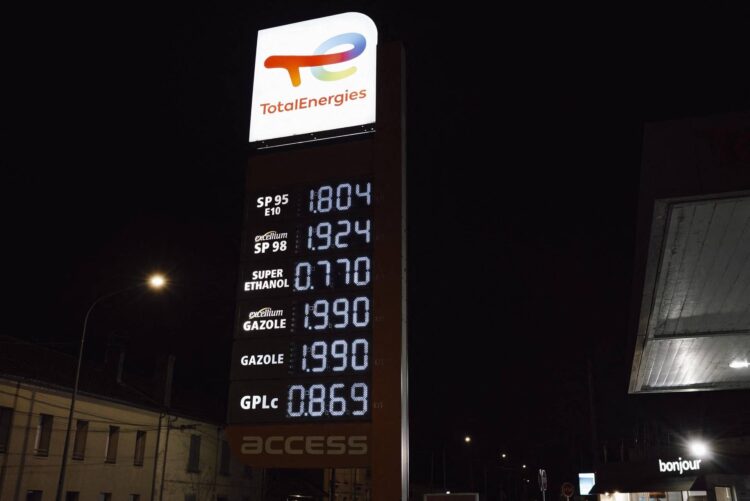 TotalEnergies
SP 95 1.804
E10
excellium
SP 98 1.924
SUPER
ETHANOL 0.770
excellium
GAZOLE 1.990
GAZOLE 1.990
GPLc 0.869
access
bonjour